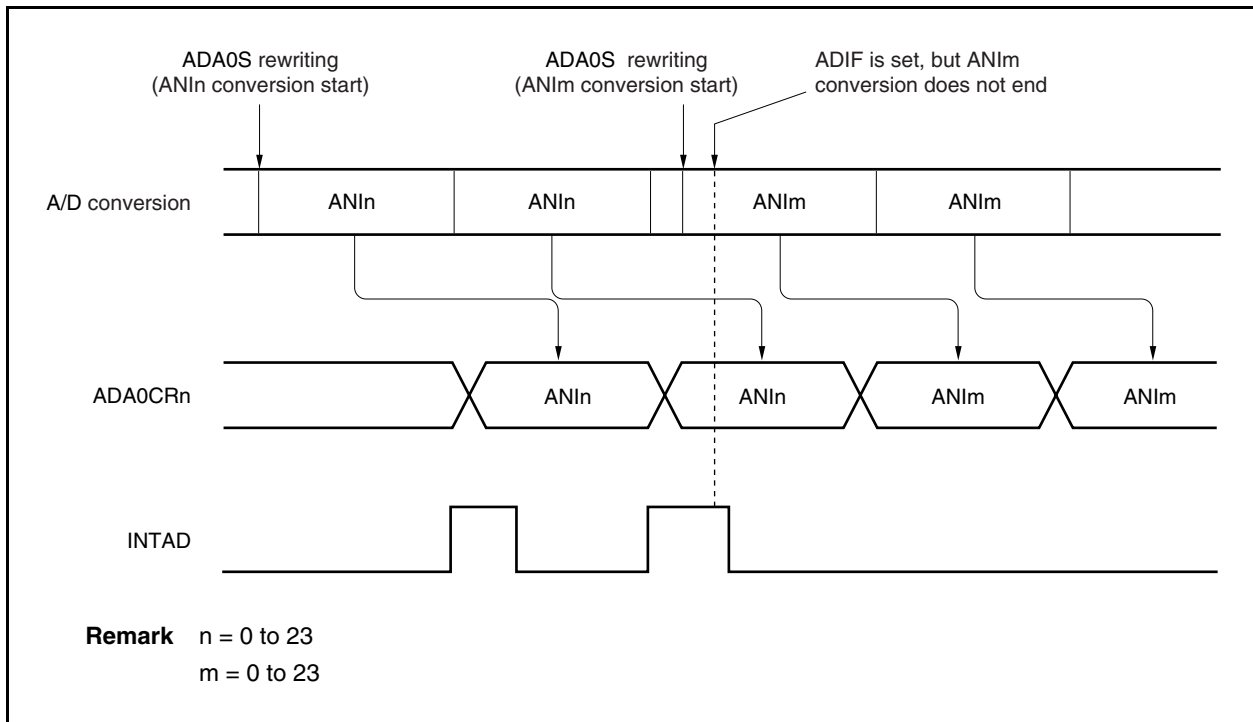 ADA0S rewriting
(ANIn conversion start)
ADA0S rewriting
(ANIm conversion start)
ADIF is set, but ANIm
conversion does not end
A/D conversion
ANIn
ANIn
ANIm
ANIm
ADA0CRn
ANIn
ANIn
ANIm
ANIm
INTAD
Remark n = 0 to 23
m = 0 to 23